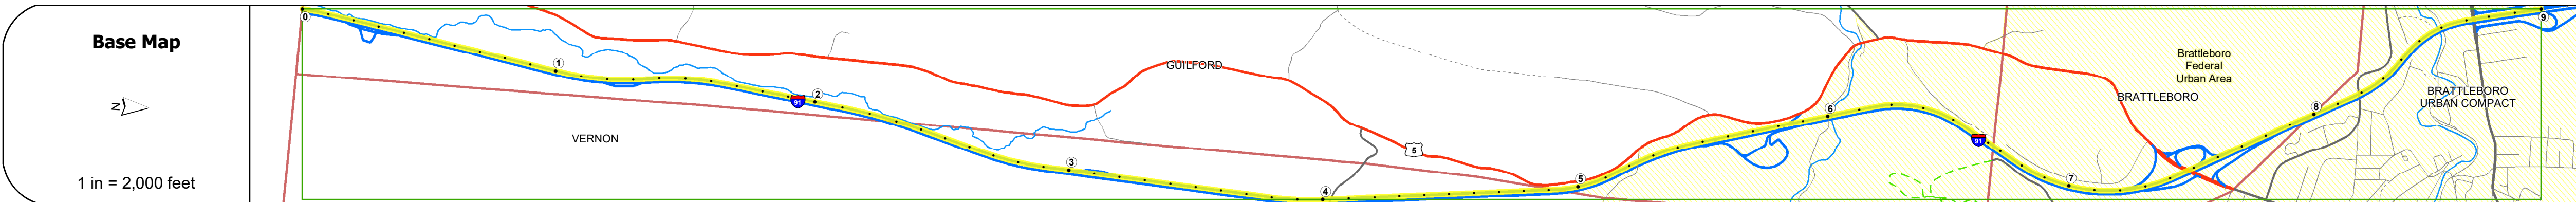 Base Map
N
1 in = 2,000 feet
0
1
91
2
VERNON
3
GUILFORD
4
5
5
6
91
7
BRATTLEBORO
Brattleboro
Federal
Urban Area
8
BRATTLEBORO
URBAN COMPACT
9